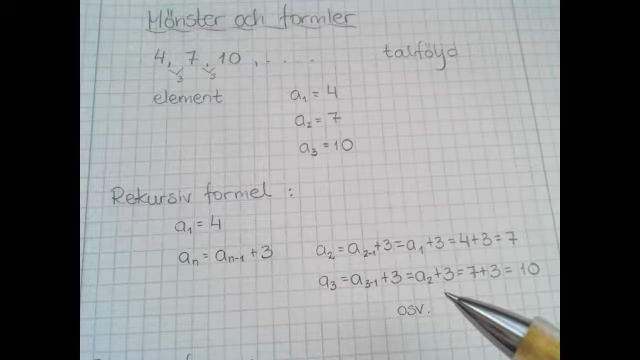 Mönster och formler
4, 7, 10, .... talföljd
3 3
element a₁ = 4
a₂ = 7
a₃ = 10
Rekursiv formel :
a₁ = 4
aₙ = aₙ₋₁ + 3 a₂ = a₂₋₁+3 = a₁+3 = 4+3 = 7
a₃ = a₃₋₁+3 = a₂+3 = 7+3 = 10
osv.